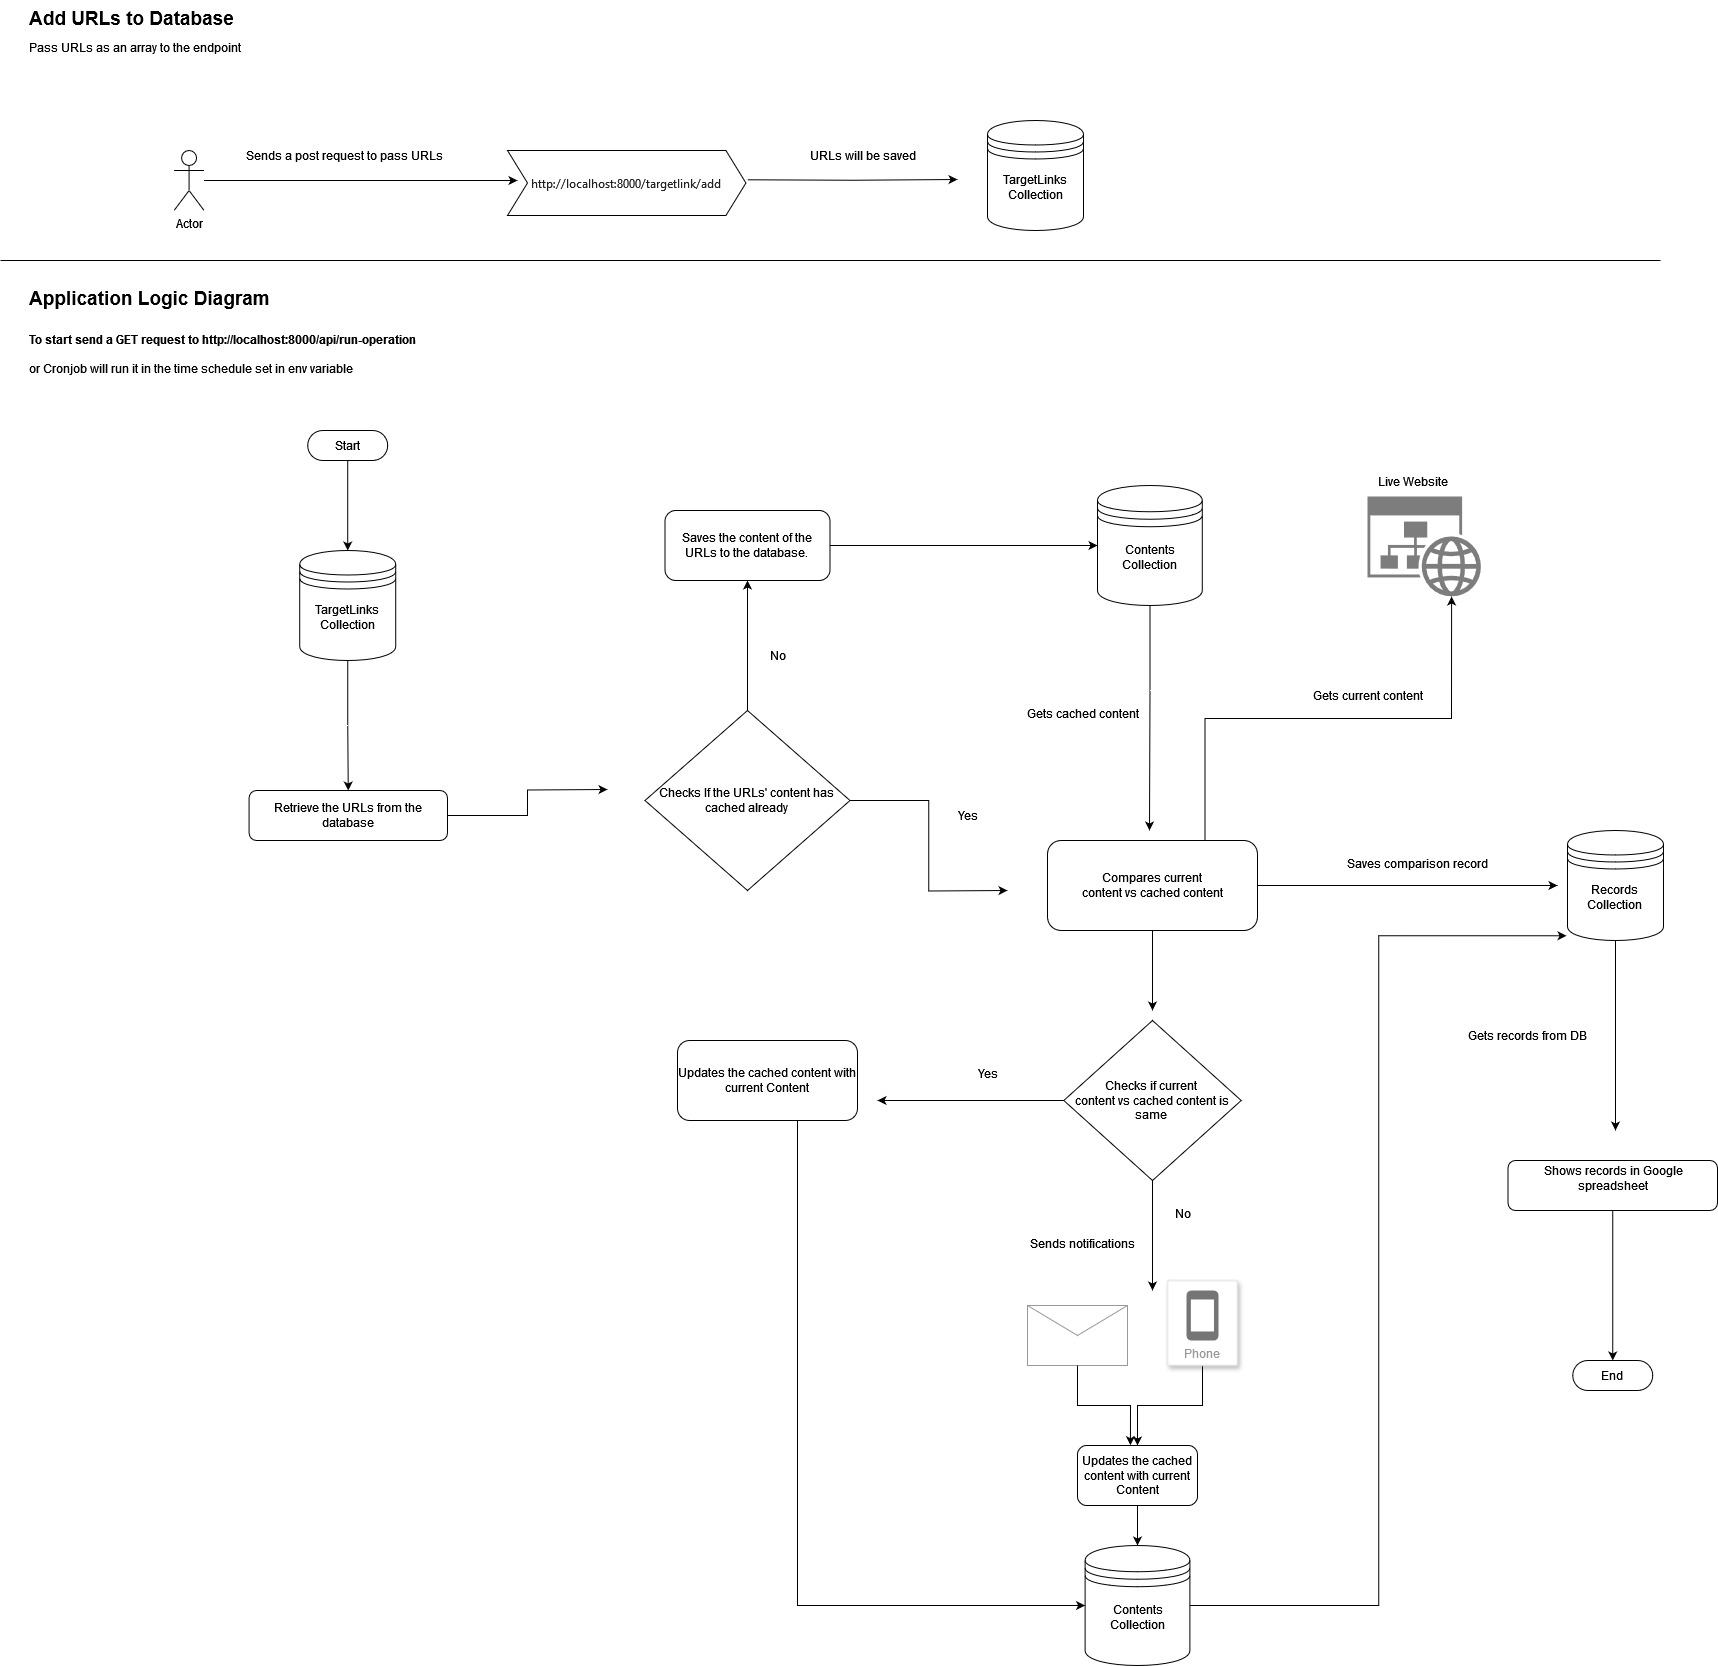 Add URLs to Database
Pass URLs as an array to the endpoint
Sends a post request to pass URLs
URLs will be saved
http://localhost:8000/targetlink/add
TargetLinks
Collection
Actor
Application Logic Diagram
To start send a GET request to http://localhost:8000/api/run-operation
or Cronjob will run it in the time schedule set in env variable
Start
TargetLinks
Collection
Retrieve the URLs from the
database
Saves the content of the
URLs to the database.
No
Checks If the URLs' content has
cached already
Yes
Contents
Collection
Gets cached content
Live Website
Gets current content
Compares current
content vs cached content
Saves comparison record
Records
Collection
Gets records from DB
Updates the cached content with
current Content
Yes
Checks if current
content vs cached content is
same
No
Sends notifications
Phone
Shows records in Google
spreadsheet
End
Updates the cached
content with current
Content
Contents
Collection